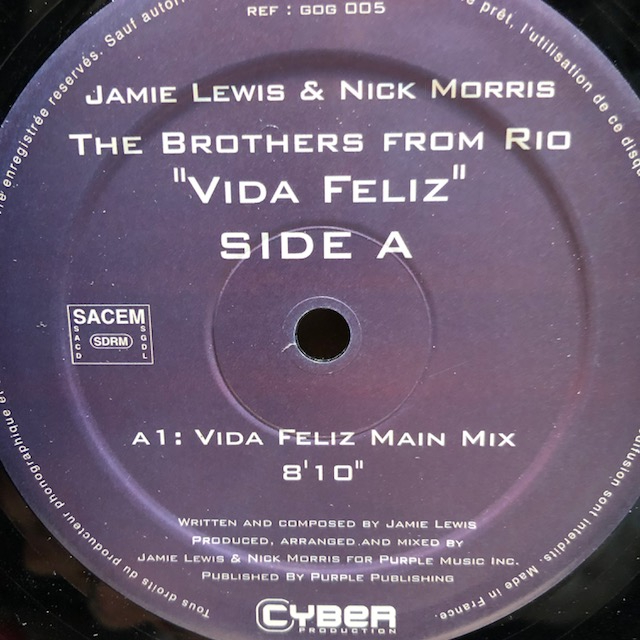 REF : GOG 005
JAMIE LEWIS & NICK MORRIS
THE BROTHERS FROM RIO
"VIDA FELIZ"
SIDE A
SACEM
SACD
SDRM
SGDL
A1: VIDA FELIZ MAIN MIX
8'10"
WRITTEN AND COMPOSED BY JAMIE LEWIS
PRODUCED, ARRANGED AND MIXED BY
JAMIE LEWIS & NICK MORRIS FOR PURPLE MUSIC INC.
PUBLISHED BY PURPLE PUBLISHING
CYBER
PRODUCTION
Tous droits du producteur phonographique et
enregistrée reservés. Sauf autori
prêt, l'utilisation de ce disq
sont interdits. Made in France.